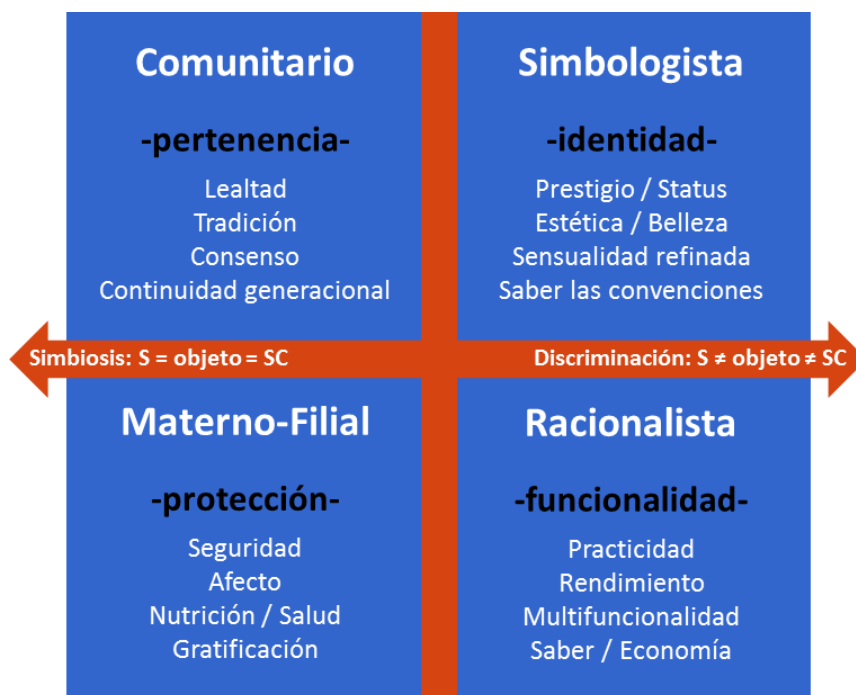 Comunitario
-pertenencia-
Lealtad
Tradición
Consenso
Continuidad generacional
Simbologista
-identidad-
Prestigio / Status
Estética / Belleza
Sensualidad refinada
Saber las convenciones
Simbiosis: S = objeto = SC
Discriminación: S ≠ objeto ≠ SC
Materno-Filial
-protección-
Seguridad
Afecto
Nutrición / Salud
Gratificación
Racionalista
-funcionalidad-
Practicidad
Rendimiento
Multifuncionalidad
Saber / Economía